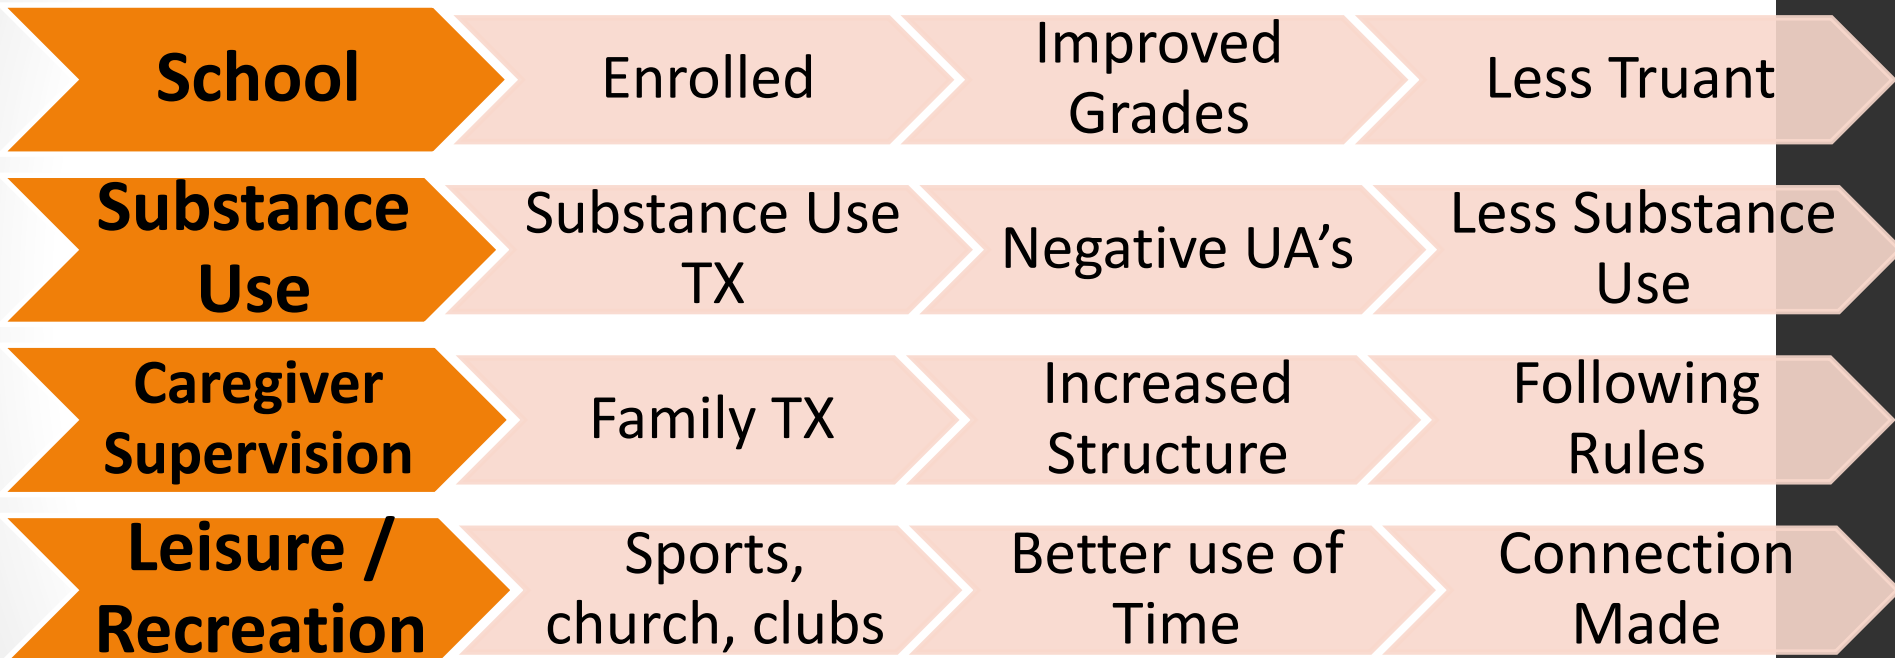 School
Enrolled
Improved
Grades
Less Truant
Substance
Use
Substance Use
TX
Negative UA’s
Less Substance
Use
Caregiver
Supervision
Family TX
Increased
Structure
Following
Rules
Leisure /
Recreation
Sports,
church, clubs
Better use of
Time
Connection
Made